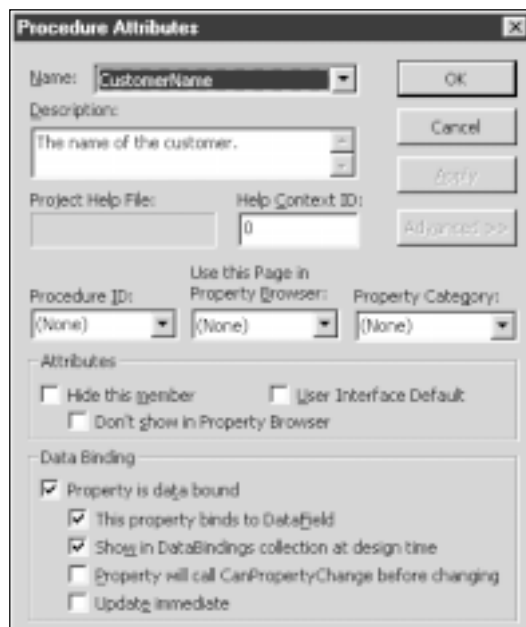 Procedure Attributes
Name: CustomerName
OK
Description:
The name of the customer.
Cancel
Apply
Project Help File:
Help Context ID:
0
Advanced >>
Procedure ID:
Use this Page in
Property Browser:
Property Category:
(None)
(None)
(None)
Attributes
Hide this member
User Interface Default
Don't show in Property Browser
Data Binding
Property is data bound
This property binds to DataField
Show in DataBindings collection at design time
Property will call CanPropertyChange before changing
Update immediate